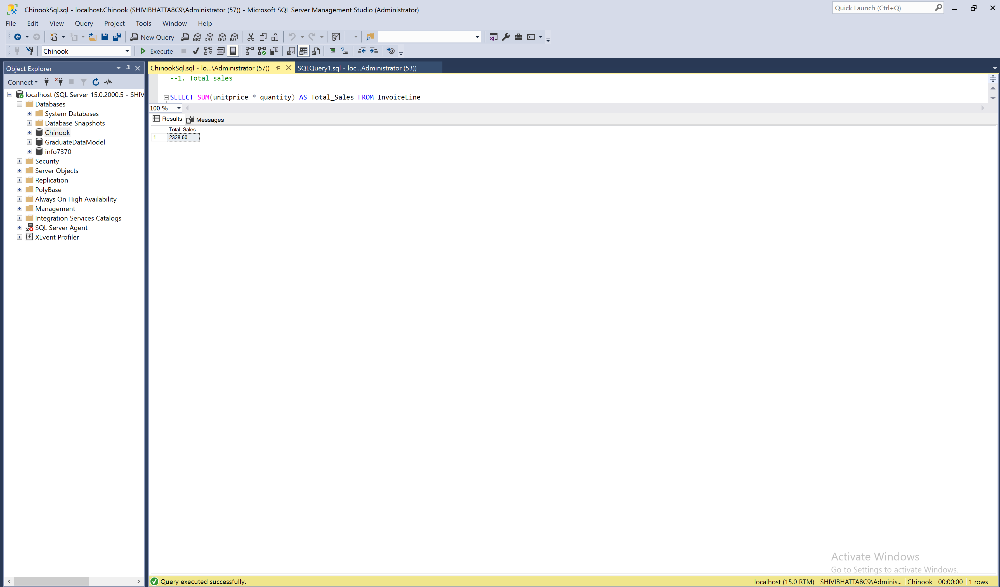 ChinookSql.sql - localhost.Chinook (SHIVIBHATTA8C9\Administrator (57)) - Microsoft SQL Server Management Studio (Administrator)
Quick Launch (Ctrl+Q)
File Edit View Query Project Tools Window Help
New Query MDX DMX XMLA DAX
Chinook Execute
Object Explorer
Connect
localhost (SQL Server 15.0.2000.5 - SHIV
Databases
System Databases
Database Snapshots
Chinook
GraduateDataModel
info7370
Security
Server Objects
Replication
PolyBase
Always On High Availability
Management
Integration Services Catalogs
SQL Server Agent
XEvent Profiler
ChinookSql.sql - lo...\Administrator (57)) SQLQuery1.sql - loc...Administrator (53))
--1. Total sales
SELECT SUM(unitprice * quantity) AS Total_Sales FROM InvoiceLine
100 %
Results Messages
Total_Sales
1 2328.60
Activate Windows
Go to Settings to activate Windows.
Query executed successfully. localhost (15.0 RTM) SHIVIBHATTA8C9\Adminis... Chinook 00:00:00 1 rows